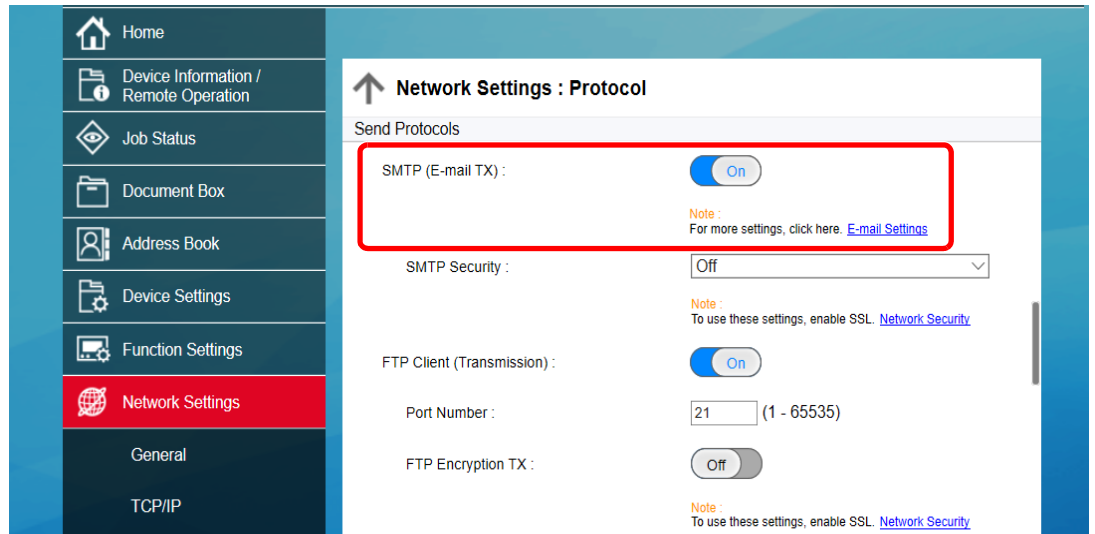 Home
Device Information /
Remote Operation
Job Status
Document Box
Address Book
Device Settings
Function Settings
Network Settings
General
TCP/IP
Network Settings : Protocol
Send Protocols
SMTP (E-mail TX) :
On
Note :
For more settings, click here. E-mail Settings
SMTP Security :
Off
Note :
To use these settings, enable SSL. Network Security
FTP Client (Transmission) :
On
Port Number :
21 (1 - 65535)
FTP Encryption TX :
Off
Note :
To use these settings, enable SSL. Network Security